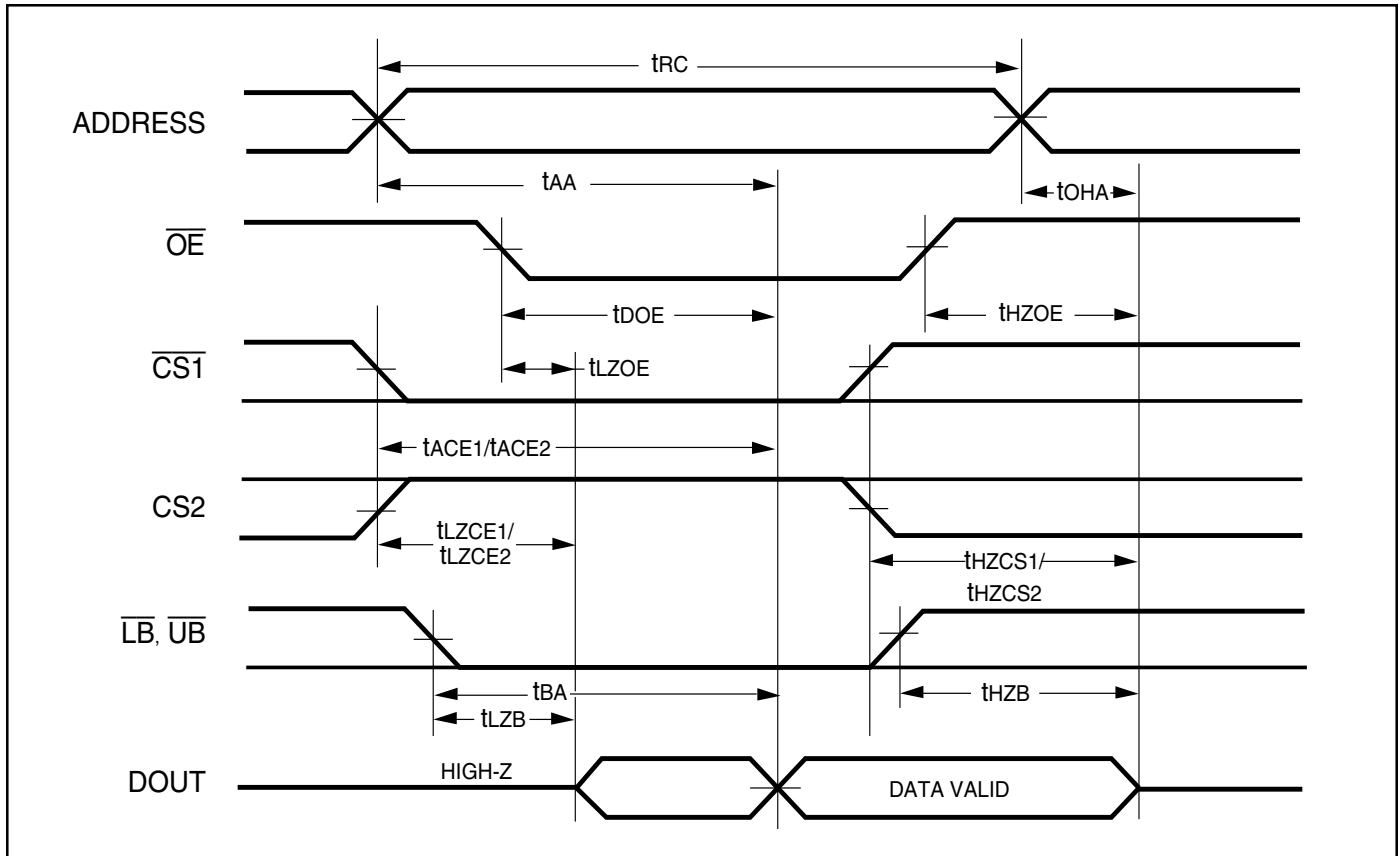 tRC
ADDRESS
tAA
tOHA
OE
tDOE
tHZOE
CS1
tLZOE
tACE1/tACE2
CS2
tLZCE1/
tLZCE2
tHZCS1/
tHZCS2
LB, UB
tBA
tHZB
tLZB
HIGH-Z
DOUT
DATA VALID